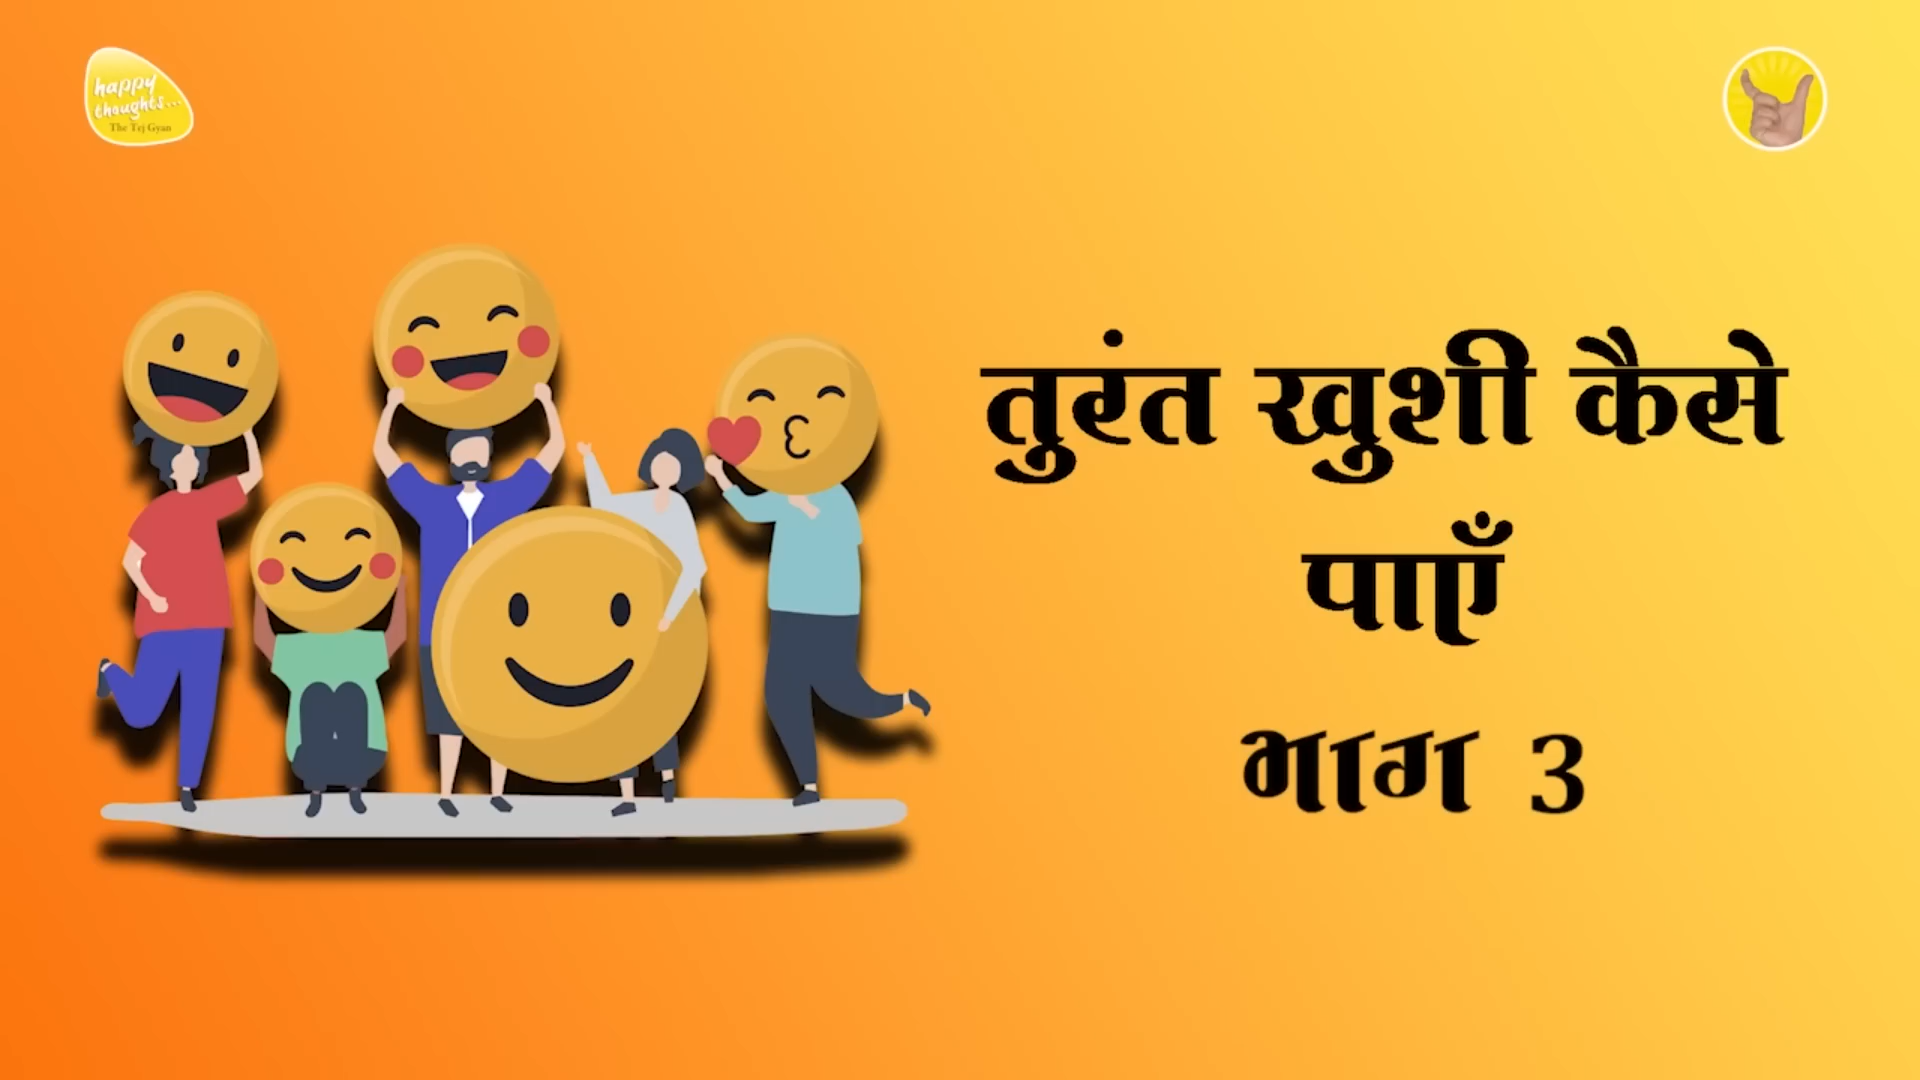 happy
thoughts...
The Tej Gyan
तुरंत खुशी कैसे
पाएँ
भाग 3